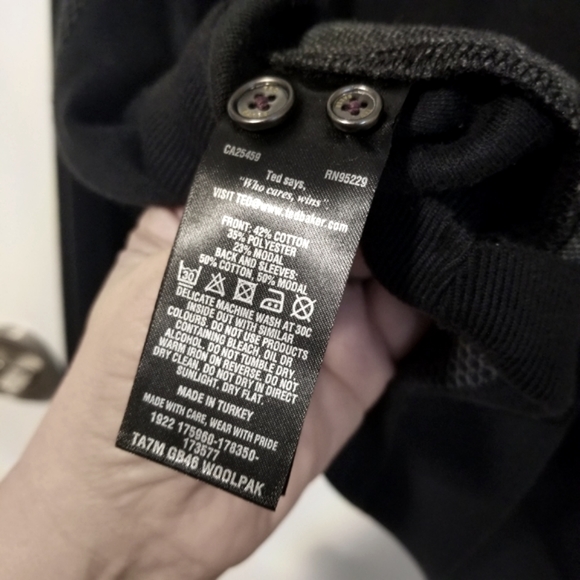 CA25459 RN95229
Ted says,
"Who cares, wins".
VISIT TED@www.tedbaker.com
FRONT: 42% COTTON
35% POLYESTER
23% MODAL
BACK AND SLEEVES:
50% COTTON, 50% MODAL
30
DELICATE MACHINE WASH AT 30C
INSIDE OUT WITH SIMILAR
COLOURS. DO NOT USE PRODUCTS
CONTAINING BLEACH, OIL OR
ALCOHOL. DO NOT TUMBLE DRY.
WARM IRON ON REVERSE. DO NOT
DRY CLEAN. DO NOT DRY IN DIRECT
SUNLIGHT. DRY FLAT.
MADE IN TURKEY
MADE WITH CARE, WEAR WITH PRIDE
1922 175960-178350-
173577
TA7M GB46 WOOLPAK